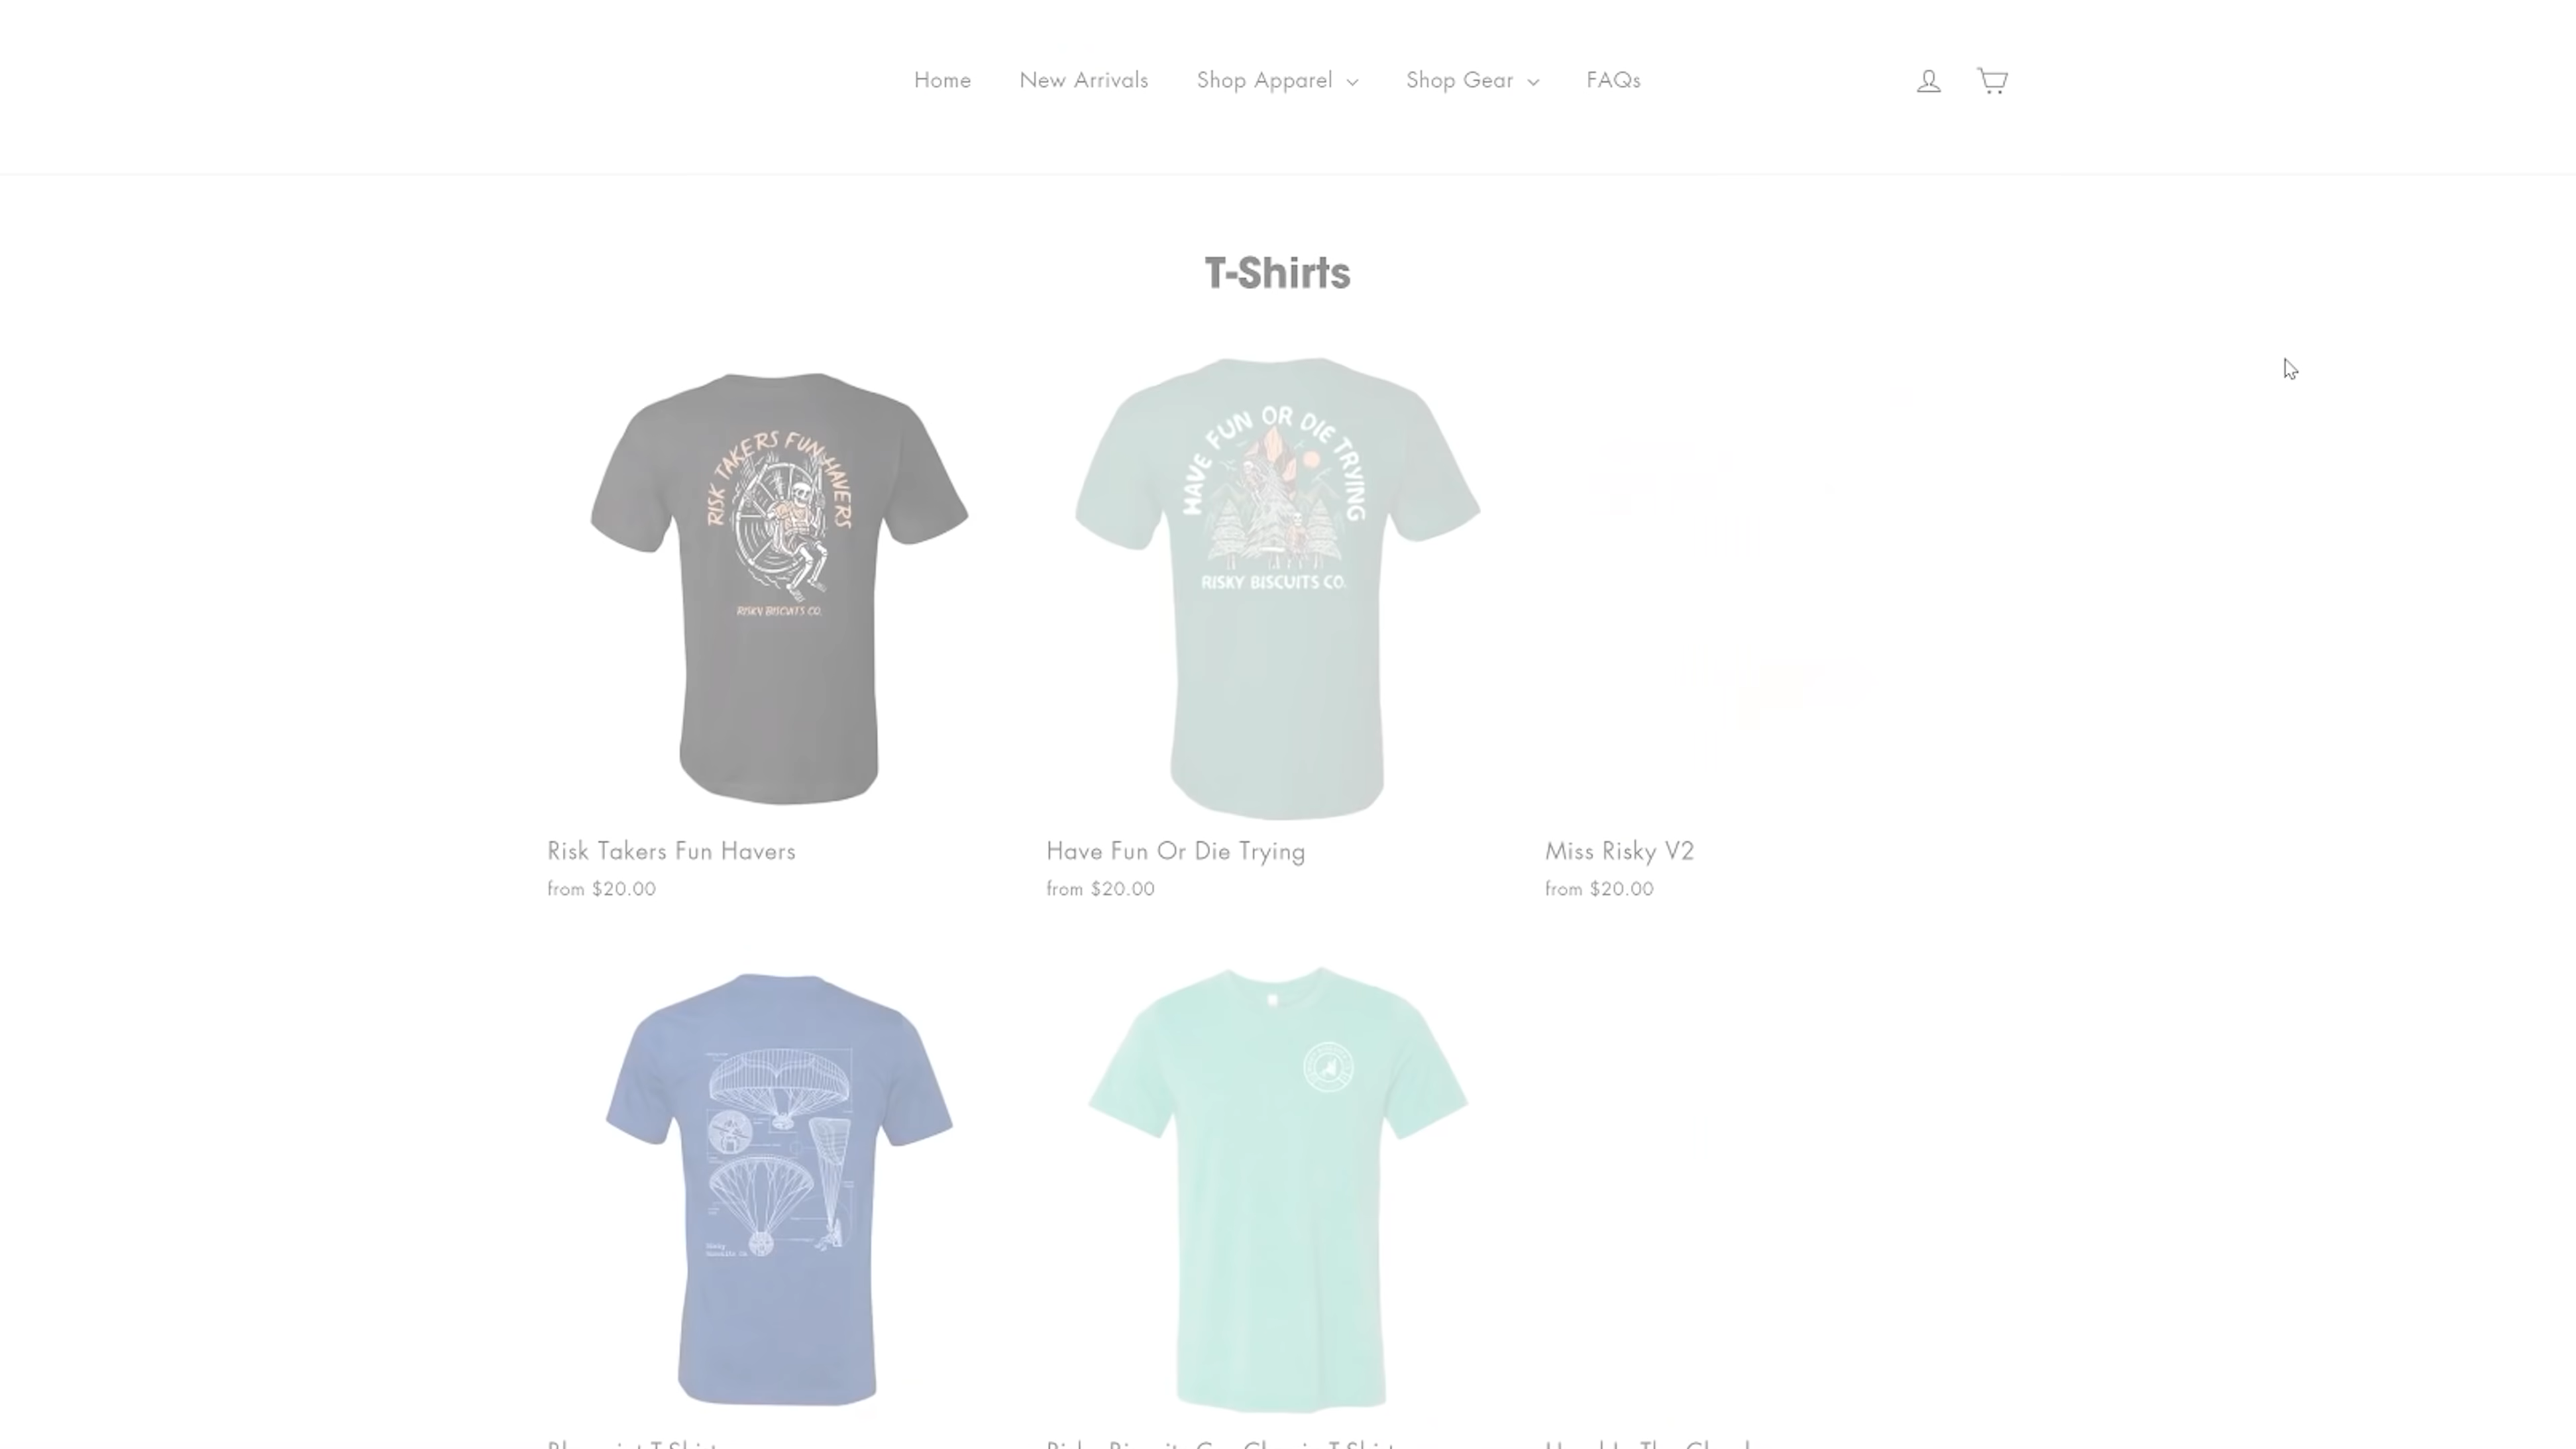 Home New Arrivals Shop Apparel Shop Gear FAQs
T-Shirts
RISK TAKERS FUN HAVERS
RISKY BISCUITS CO.
HAVE FUN OR DIE TRYING
RISKY BISCUITS CO.
Risk Takers Fun Havers
from $20.00
Have Fun Or Die Trying
from $20.00
Miss Risky V2
from $20.00